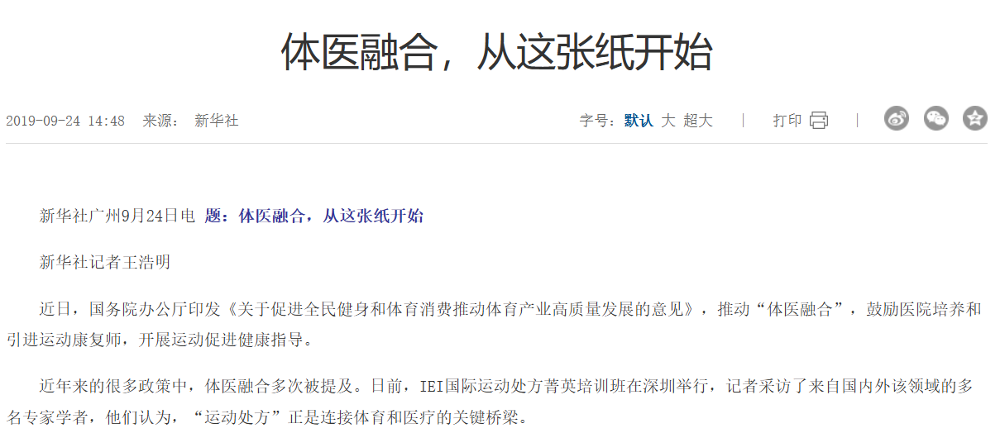 体医融合，从这张纸开始
2019-09-24 14:48 来源： 新华社 字号：默认 大 超大 | 打印 |
新华社广州9月24日电 题：体医融合，从这张纸开始
新华社记者王浩明
近日，国务院办公厅印发《关于促进全民健身和体育消费推动体育产业高质量发展的意见》，推动“体医融合”，鼓励医院培养和
引进运动康复师，开展运动促进健康指导。
近年来的很多政策中，体医融合多次被提及。日前，IEI国际运动处方菁英培训班在深圳举行，记者采访了来自国内外该领域的多
名专家学者，他们认为，“运动处方”正是连接体育和医疗的关键桥梁。